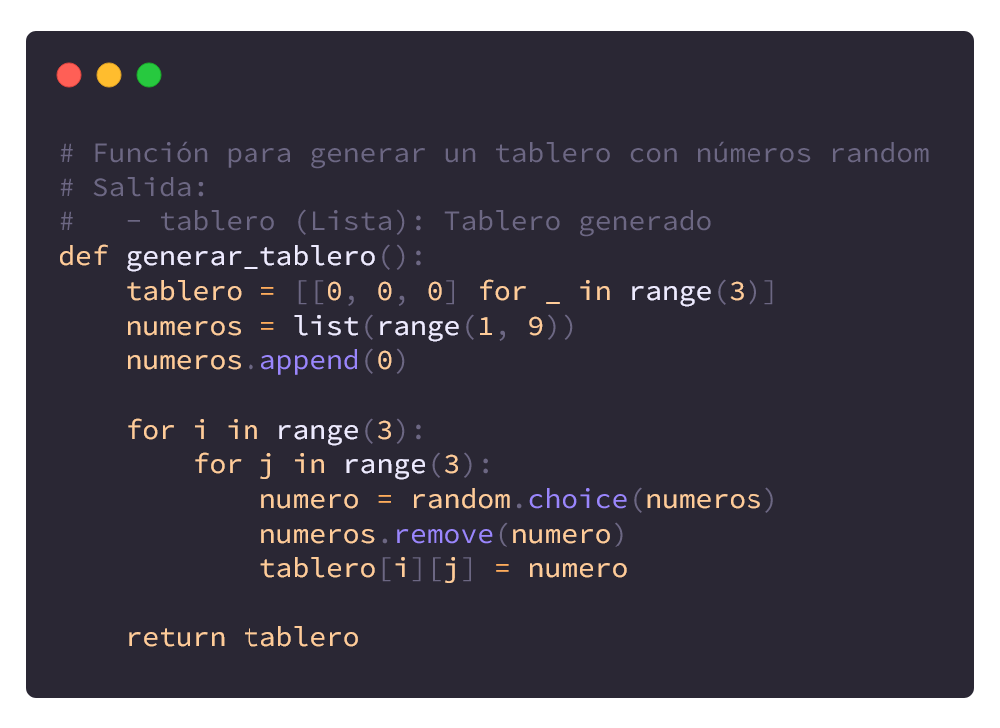 # Función para generar un tablero con números random
# Salida:
#   - tablero (Lista): Tablero generado
def generar_tablero():
    tablero = [[0, 0, 0] for _ in range(3)]
    numeros = list(range(1, 9))
    numeros.append(0)

    for i in range(3):
        for j in range(3):
            numero = random.choice(numeros)
            numeros.remove(numero)
            tablero[i][j] = numero

    return tablero